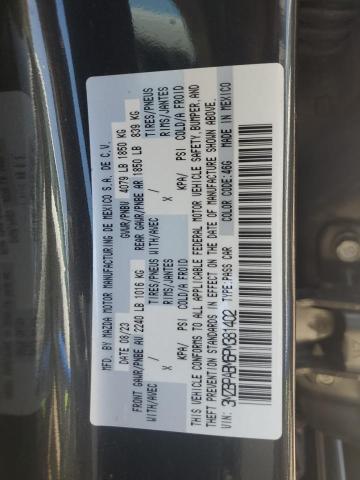 MFD. BY MAZDA MOTOR MANUFACTURING DE MEXICO S.A. DE C.V.
DATE 08/23 GVWR/PNBV 4079 LB 1850 KG
FRONT GAWR/PNBE AV 2240 LB 1016 KG REAR GAWR/PNBE AR 1850 LB 839 KG
WITH/AVEC / TIRES/PNEUS WITH/AVEC / TIRES/PNEUS
X RIMS/JANTES X RIMS/JANTES
KPA/ PSI COLD/A FROID KPA/ PSI COLD/A FROID
THIS VEHICLE CONFORMS TO ALL APPLICABLE FEDERAL MOTOR VEHICLE SAFETY, BUMPER, AND
THEFT PREVENTION STANDARDS IN EFFECT ON THE DATE OF MANUFACTURE SHOWN ABOVE.
VIN: TYPE: PASS CAR COLOR CODE: 46G MADE IN MEXICO